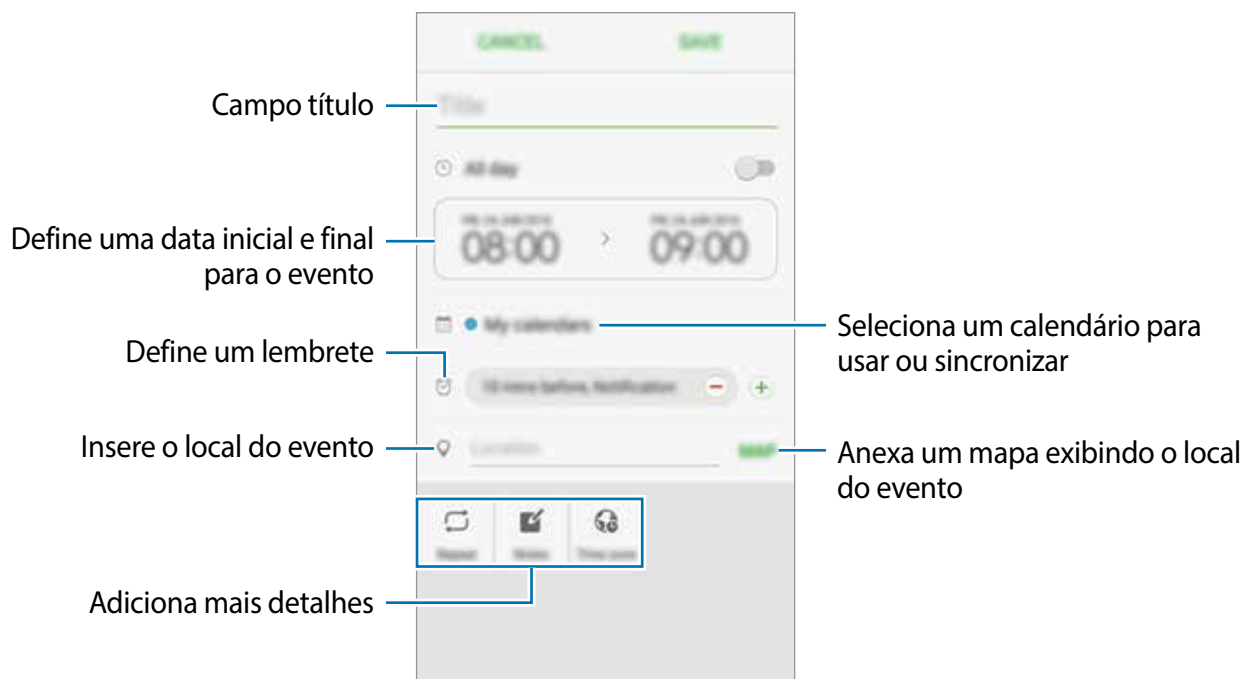 CANCEL
SAVE
Campo título
Title
All day
Define uma data inicial e final
para o evento
08:00
09:00
My calendars
Seleciona um calendário para
usar ou sincronizar
Define um lembrete
10 mins before, Notification
Insere o local do evento
Location
MAP
Anexa um mapa exibindo o local
do evento
Repeat
Notes
Time zone
Adiciona mais detalhes